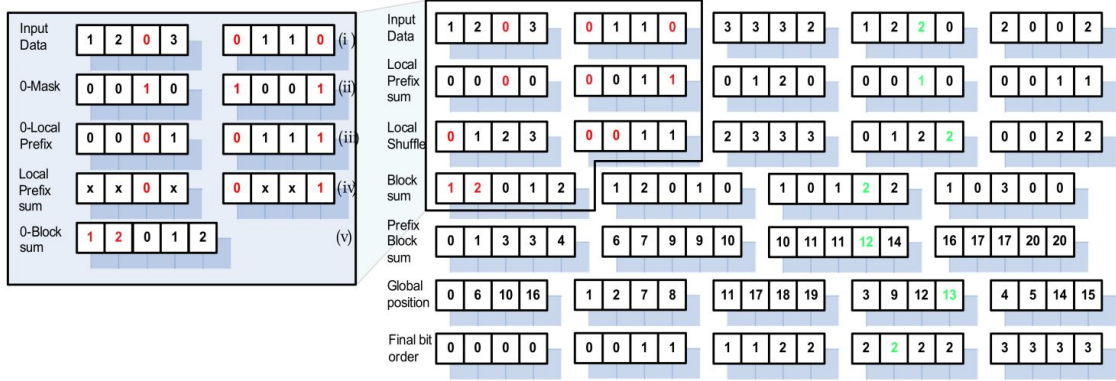 Input Data 1 2 0 3 0 1 1 0 (i)
0-Mask 0 0 1 0 1 0 0 1 (ii)
0-Local Prefix 0 0 0 1 0 1 1 1 (iii)
Local Prefix sum x x 0 x 0 x x 1 (iv)
0-Block sum 1 2 0 1 2 (v)
Input Data 1 2 0 3 0 1 1 0 3 3 3 2 1 2 2 0 2 0 0 2
Local Prefix sum 0 0 0 0 0 0 1 1 0 1 2 0 0 0 1 0 0 0 1 1
Local Shuffle 0 1 2 3 0 0 1 1 2 3 3 3 0 1 2 2 0 0 2 2
Block sum 1 2 0 1 2 1 2 0 1 0 1 0 1 2 2 1 0 3 0 0
Prefix Block sum 0 1 3 3 4 6 7 9 9 10 10 11 11 12 14 16 17 17 20 20
Global position 0 6 10 16 1 2 7 8 11 17 18 19 3 9 12 13 4 5 14 15
Final bit order 0 0 0 0 0 0 1 1 1 1 2 2 2 2 2 2 3 3 3 3